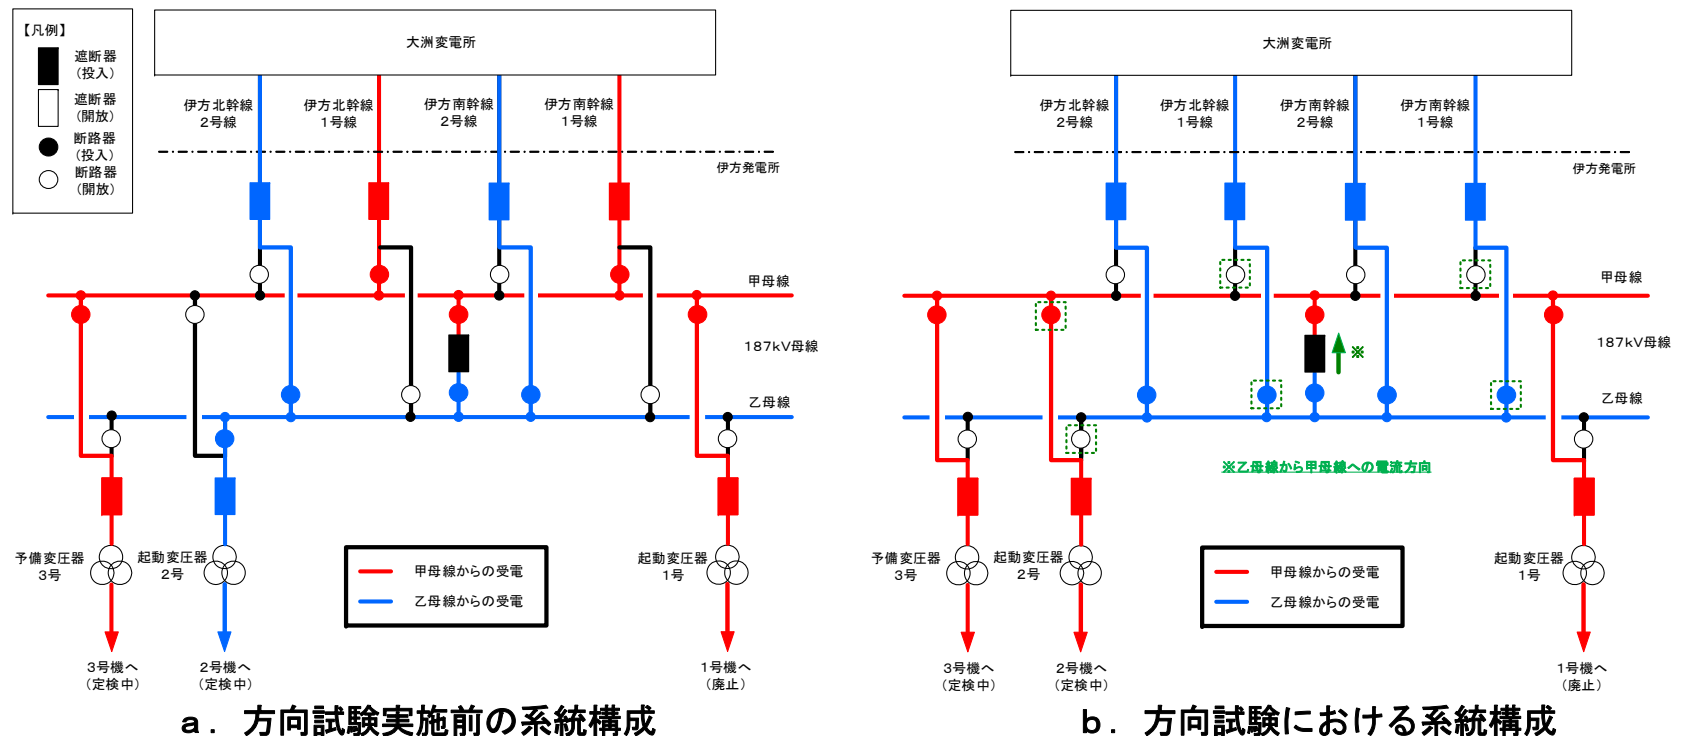 【凡例】
遮断器
(投入)
遮断器
(開放)
断路器
(投入)
断路器
(開放)
大洲変電所
伊方北幹線
2号線
伊方北幹線
1号線
伊方南幹線
2号線
伊方南幹線
1号線
伊方発電所
甲母線
187kV母線
乙母線
予備変圧器
3号
起動変圧器
2号
起動変圧器
1号
甲母線からの受電
乙母線からの受電
3号機へ
(定検中)
2号機へ
(定検中)
1号機へ
(廃止)
a. 方向試験実施前の系統構成
大洲変電所
伊方北幹線
2号線
伊方北幹線
1号線
伊方南幹線
2号線
伊方南幹線
1号線
伊方発電所
甲母線
※
187kV母線
乙母線
※乙母線から甲母線への電流方向
予備変圧器
3号
起動変圧器
2号
起動変圧器
1号
甲母線からの受電
乙母線からの受電
3号機へ
(定検中)
2号機へ
(定検中)
1号機へ
(廃止)
b. 方向試験における系統構成